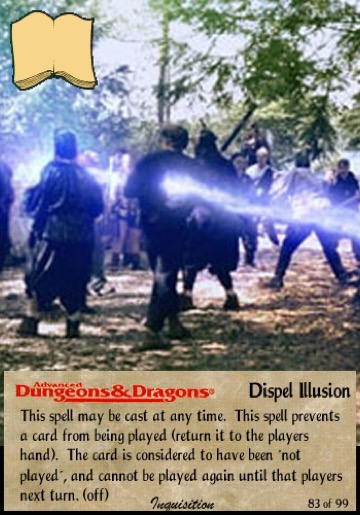 Advanced
Dungeons&Dragons®
Dispel Illusion
This spell may be cast at any time. This spell prevents
a card from being played (return it to the players
hand). The card is considered to have been ´not
played´, and cannot be played again until that players
next turn. (off)
Inquisition
83 of 99